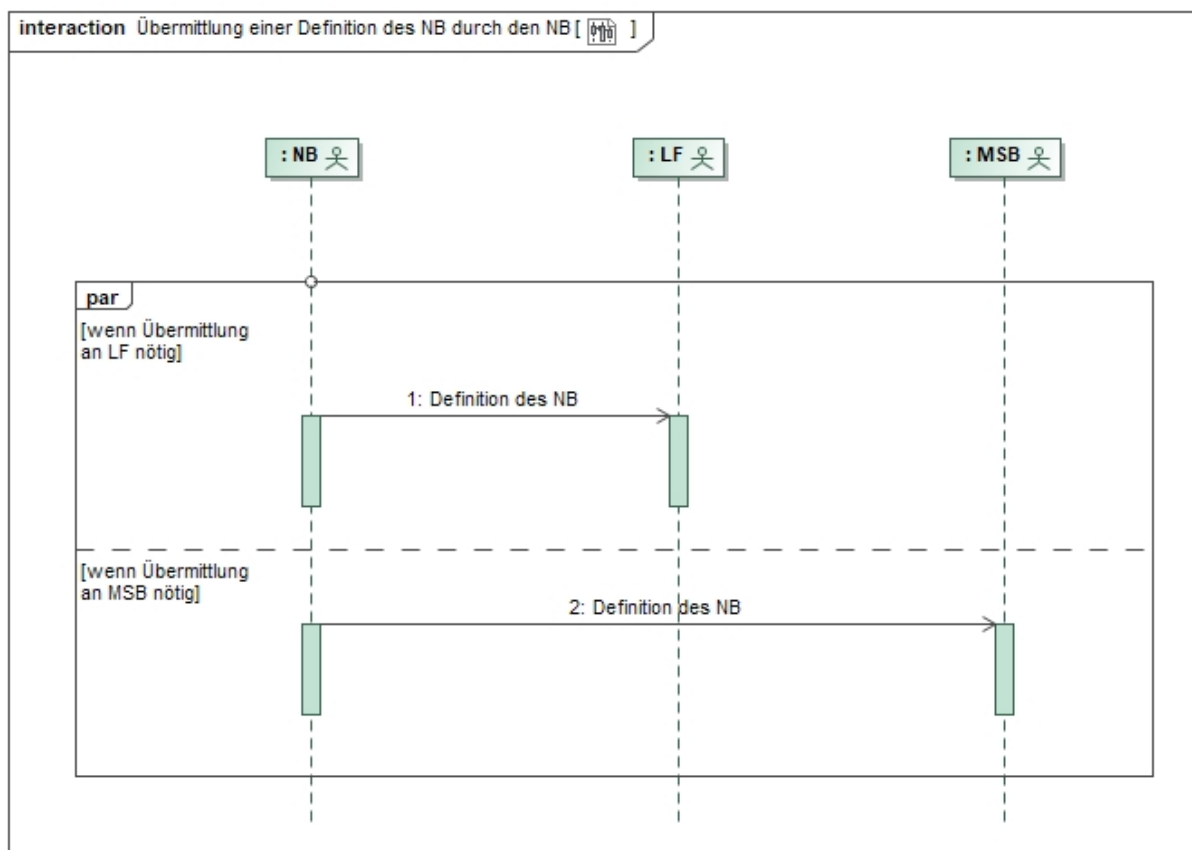 interaction Übermittlung einer Definition des NB durch den NB [ ]
: NB
: LF
: MSB
par
[wenn Übermittlung
an LF nötig]
1: Definition des NB
[wenn Übermittlung
an MSB nötig]
2: Definition des NB